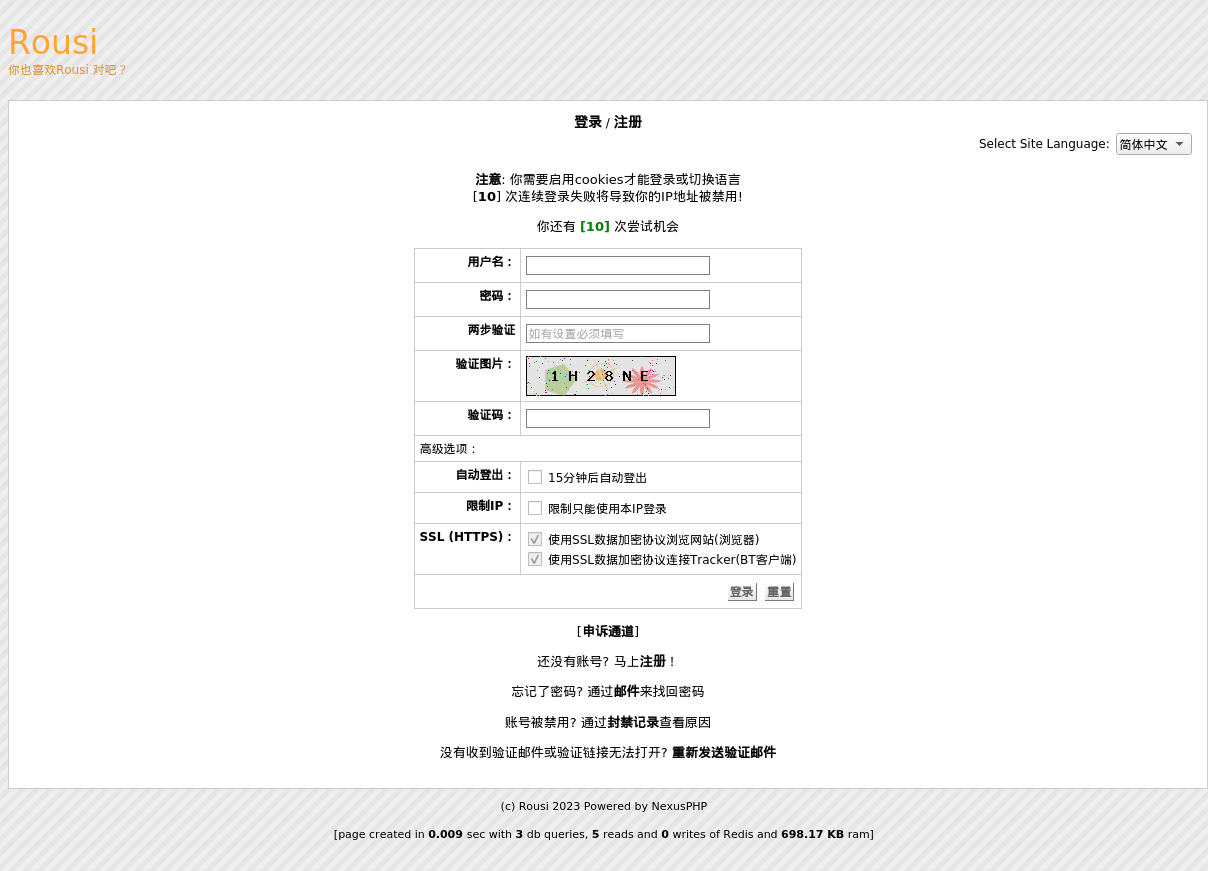 Rousi
你也喜欢Rousi 对吧？
登录 / 注册
Select Site Language: 简体中文
注意: 你需要启用cookies才能登录或切换语言
[10] 次连续登录失败将导致你的IP地址被禁用!
你还有 [10] 次尝试机会
用户名：
密码：
两步验证 如有设置必须填写
验证图片： 1 H 2 8 N E
验证码：
高级选项：
自动登出： 15分钟后自动登出
限制IP： 限制只能使用本IP登录
SSL (HTTPS)： 使用SSL数据加密协议浏览网站(浏览器)
使用SSL数据加密协议连接Tracker(BT客户端)
登录 重置
[申诉通道]
还没有账号? 马上注册！
忘记了密码? 通过邮件来找回密码
账号被禁用? 通过封禁记录查看原因
没有收到验证邮件或验证链接无法打开? 重新发送验证邮件
(c) Rousi 2023 Powered by NexusPHP
[page created in 0.009 sec with 3 db queries, 5 reads and 0 writes of Redis and 698.17 KB ram]